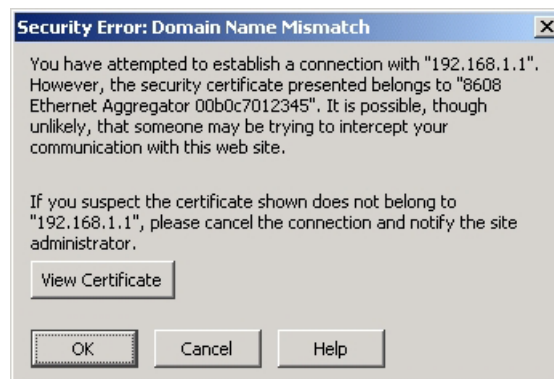 Security Error: Domain Name Mismatch
You have attempted to establish a connection with "192.168.1.1".
However, the security certificate presented belongs to "8608
Ethernet Aggregator 00b0c7012345". It is possible, though
unlikely, that someone may be trying to intercept your
communication with this web site.
If you suspect the certificate shown does not belong to
"192.168.1.1", please cancel the connection and notify the site
administrator.
View Certificate
OK Cancel Help